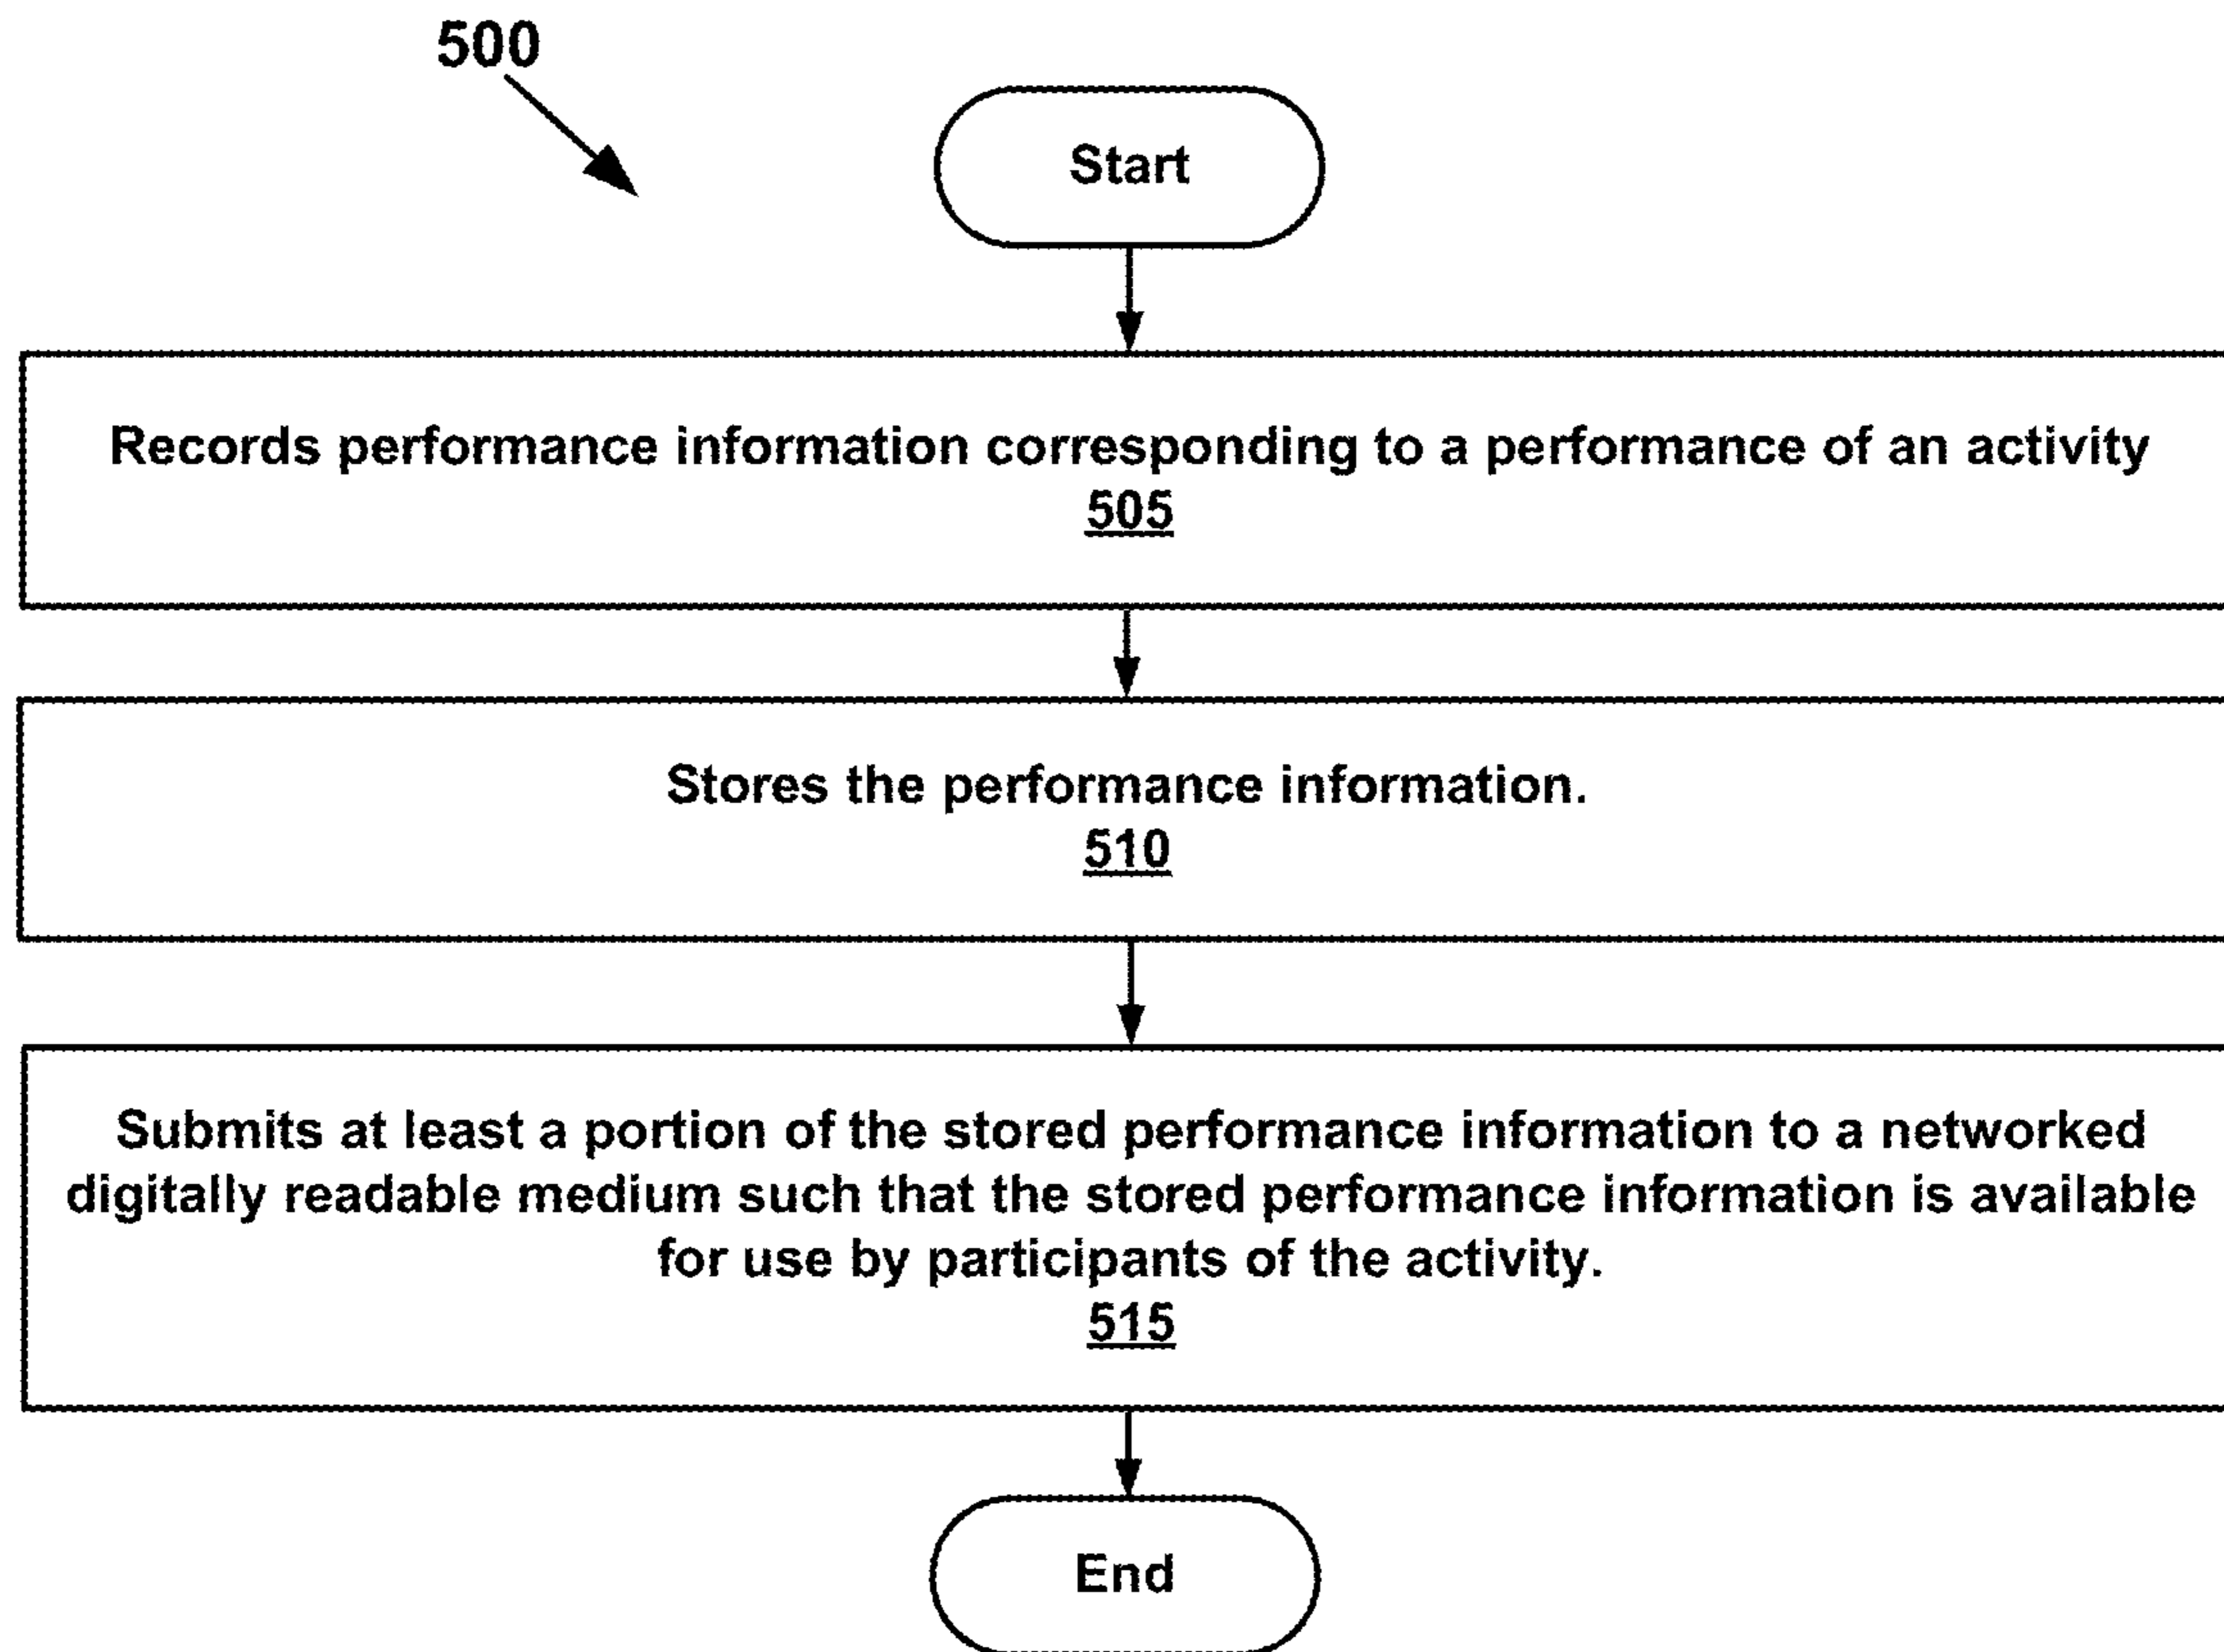 500
Start
Records performance information corresponding to a performance of an activity
505
Stores the performance information.
510
Submits at least a portion of the stored performance information to a networked
digitally readable medium such that the stored performance information is available
for use by participants of the activity.
515
End